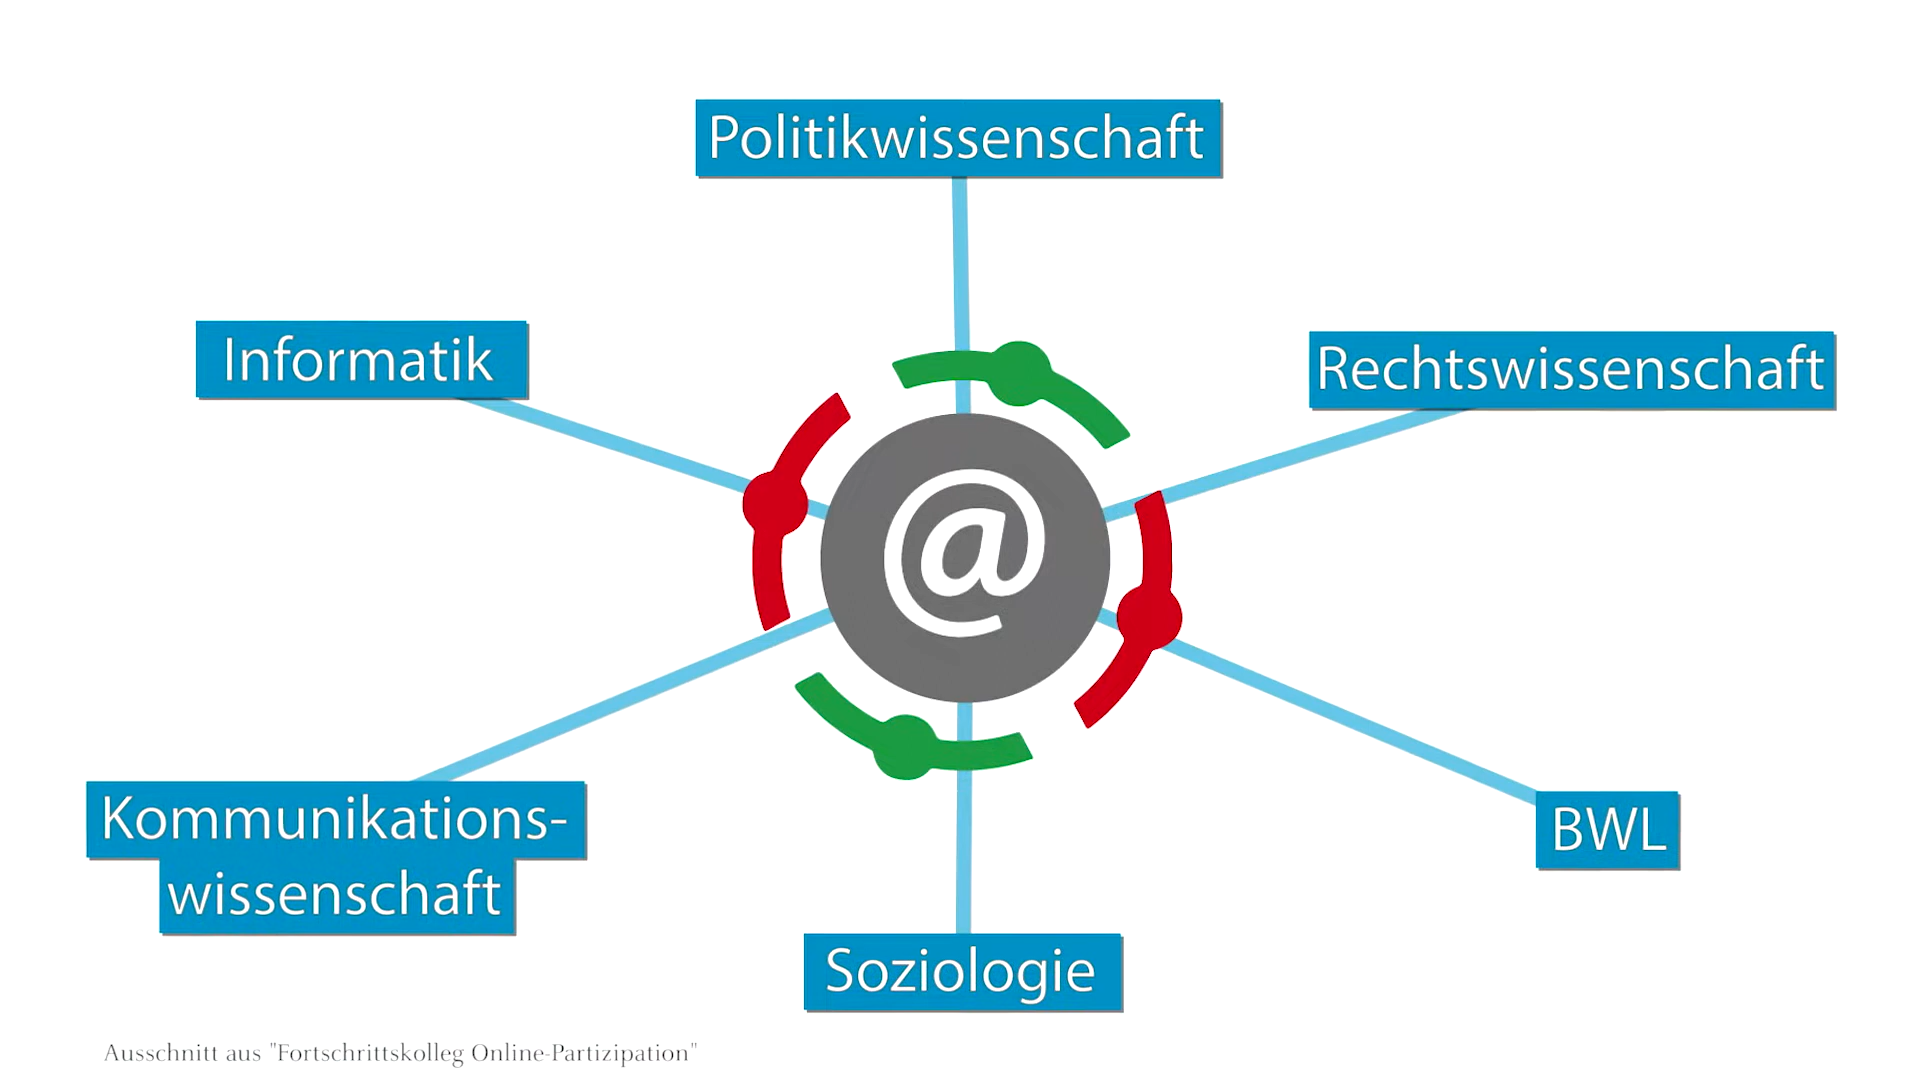 Politikwissenschaft
Informatik
Rechtswissenschaft
@
Kommunikations-
wissenschaft
BWL
Soziologie
Ausschnitt aus "Fortschrittskolleg Online-Partizipation"